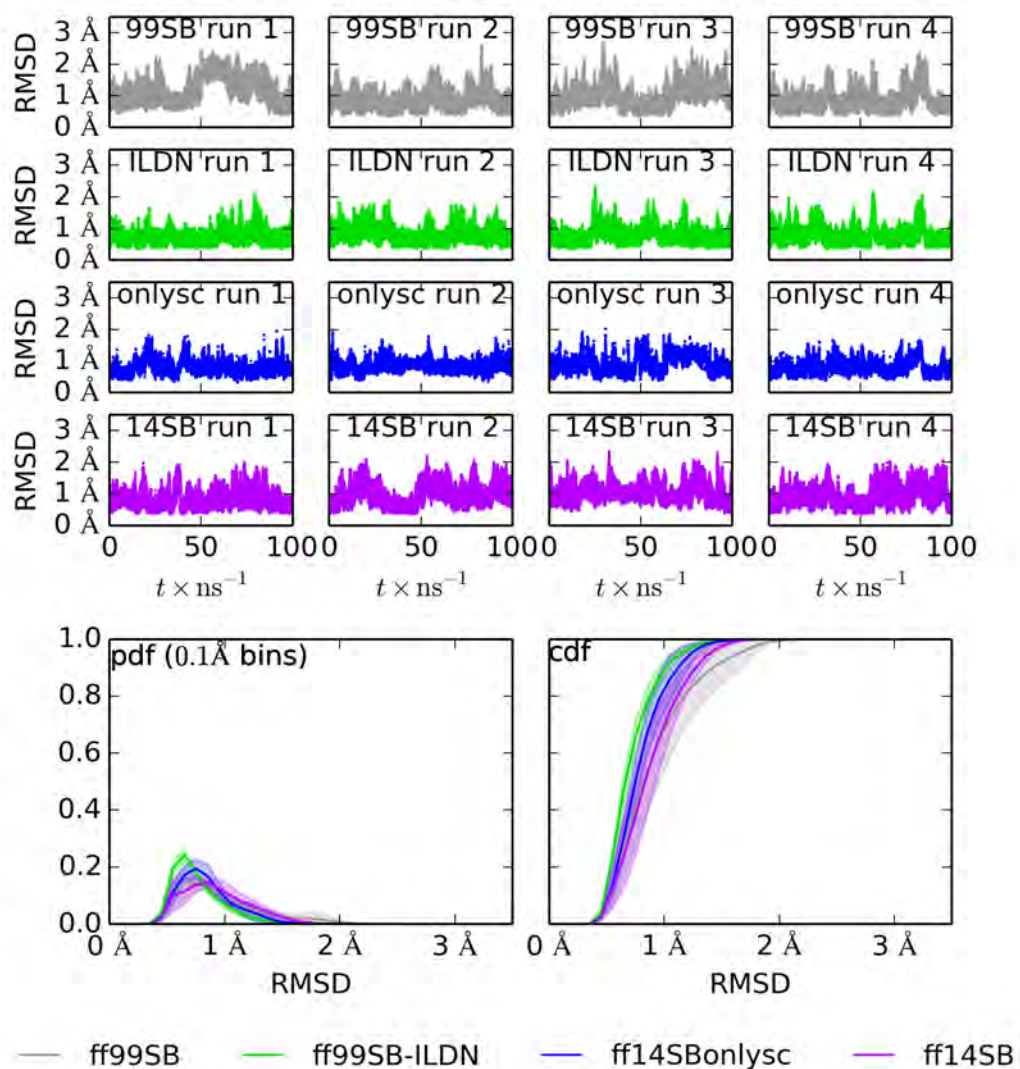 RMSD 3 Å 2 Å 1 Å 0 Å 99SB run 1 99SB run 2 99SB run 3 99SB run 4
RMSD 3 Å 2 Å 1 Å 0 Å ILDN run 1 ILDN run 2 ILDN run 3 ILDN run 4
RMSD 3 Å 2 Å 1 Å 0 Å onlysc run 1 onlysc run 2 onlysc run 3 onlysc run 4
RMSD 3 Å 2 Å 1 Å 0 Å 14SB run 1 14SB run 2 14SB run 3 14SB run 4
0 50 100 0 50 100 0 50 100 0 50 100
t × ns⁻¹ t × ns⁻¹ t × ns⁻¹ t × ns⁻¹
1.0 pdf (0.1Å bins) cdf
0.8
0.6
0.4
0.2
0.0
0 Å 1 Å 2 Å 3 Å 0 Å 1 Å 2 Å 3 Å
RMSD RMSD
ff99SB ff99SB-ILDN ff14SBonlysc ff14SB